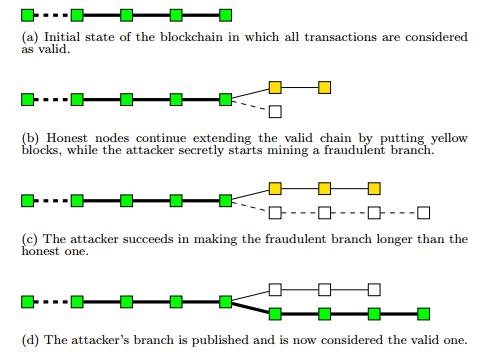 (a) Initial state of the blockchain in which all transactions are considered
as valid.
(b) Honest nodes continue extending the valid chain by putting yellow
blocks, while the attacker secretly starts mining a fraudulent branch.
(c) The attacker succeeds in making the fraudulent branch longer than the
honest one.
(d) The attacker's branch is published and is now considered the valid one.